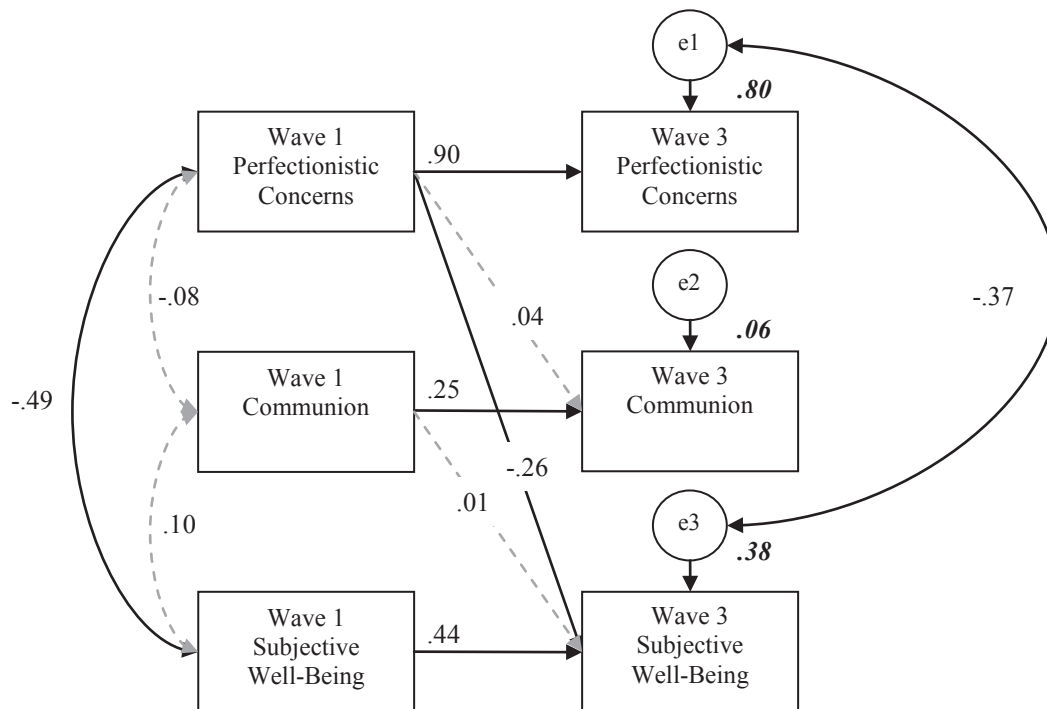 e1
.80
Wave 1
Perfectionistic
Concerns
.90
Wave 3
Perfectionistic
Concerns
-.08
.04
e2
.06
-.37
-.49
Wave 1
Communion
.25
Wave 3
Communion
-.26
.01
.10
e3
.38
Wave 1
Subjective
Well-Being
.44
Wave 3
Subjective
Well-Being